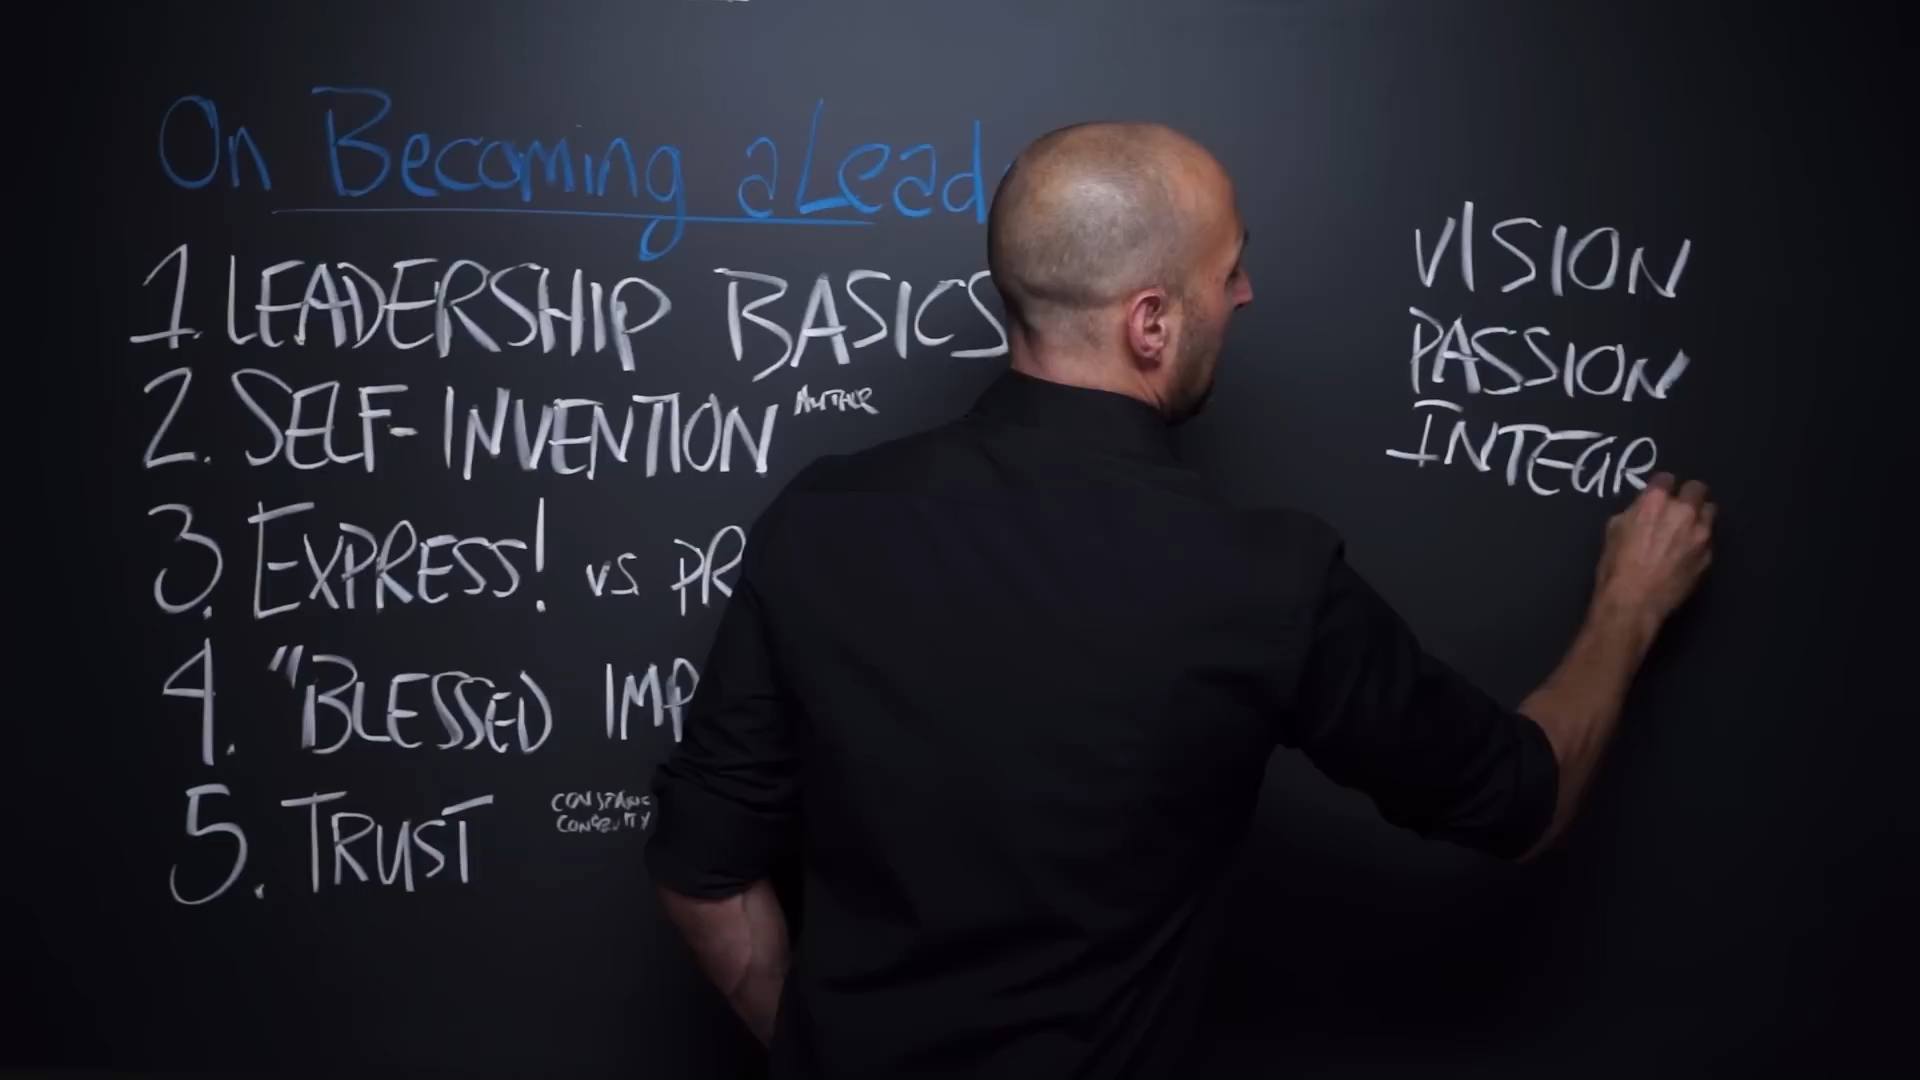 On Becoming a Lead
1. LEADERSHIP BASICS
2. SELF-INVENTION
3. EXPRESS! VS PR
4. "BLESSED IMP
5. TRUST
VISION
PASSION
INTEGR